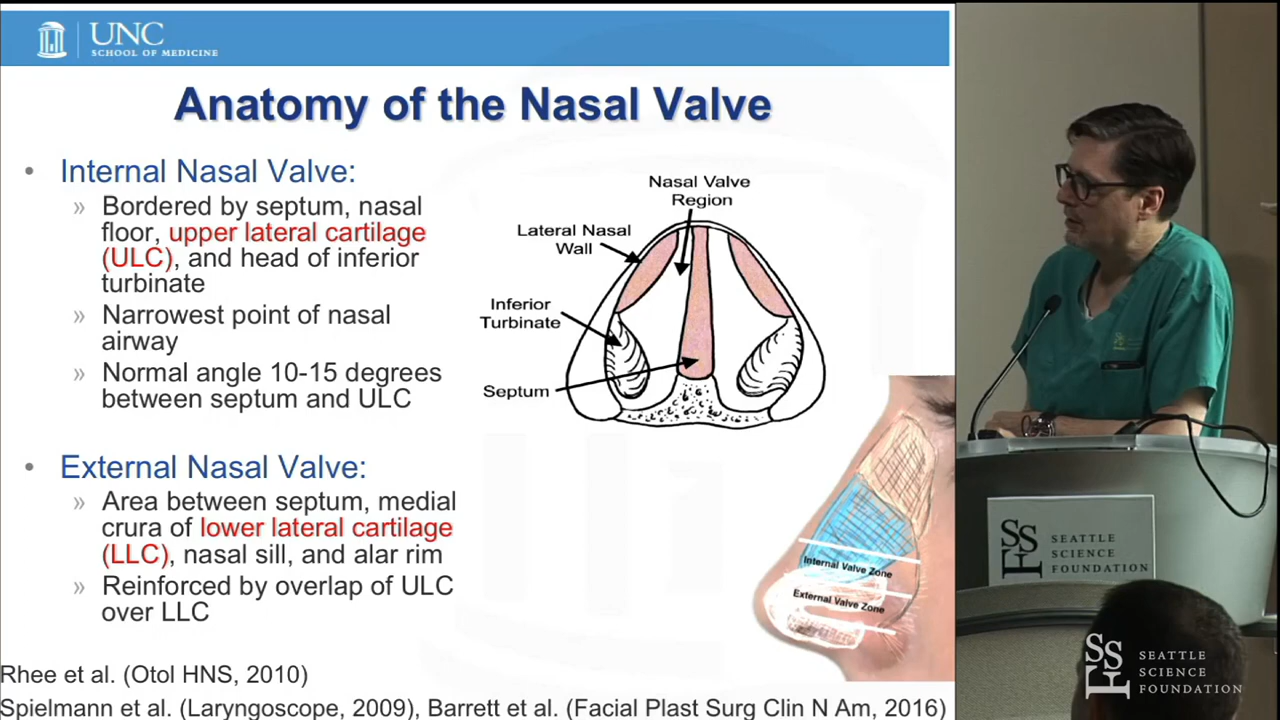 UNC
SCHOOL OF MEDICINE
Anatomy of the Nasal Valve
• Internal Nasal Valve:
» Bordered by septum, nasal
floor, upper lateral cartilage
(ULC), and head of inferior
turbinate
» Narrowest point of nasal
airway
» Normal angle 10-15 degrees
between septum and ULC
• External Nasal Valve:
» Area between septum, medial
crura of lower lateral cartilage
(LLC), nasal sill, and alar rim
» Reinforced by overlap of ULC
over LLC
Nasal Valve
Region
Lateral Nasal
Wall
Inferior
Turbinate
Septum
Internal Valve Zone
External Valve Zone
Rhee et al. (Otol HNS, 2010)
Spielmann et al. (Laryngoscope, 2009), Barrett et al. (Facial Plast Surg Clin N Am, 2016)
SSF
SEATTLE
SCIENCE
FOUNDATION
SSF
SEATTLE
SCIENCE
FOUNDATION